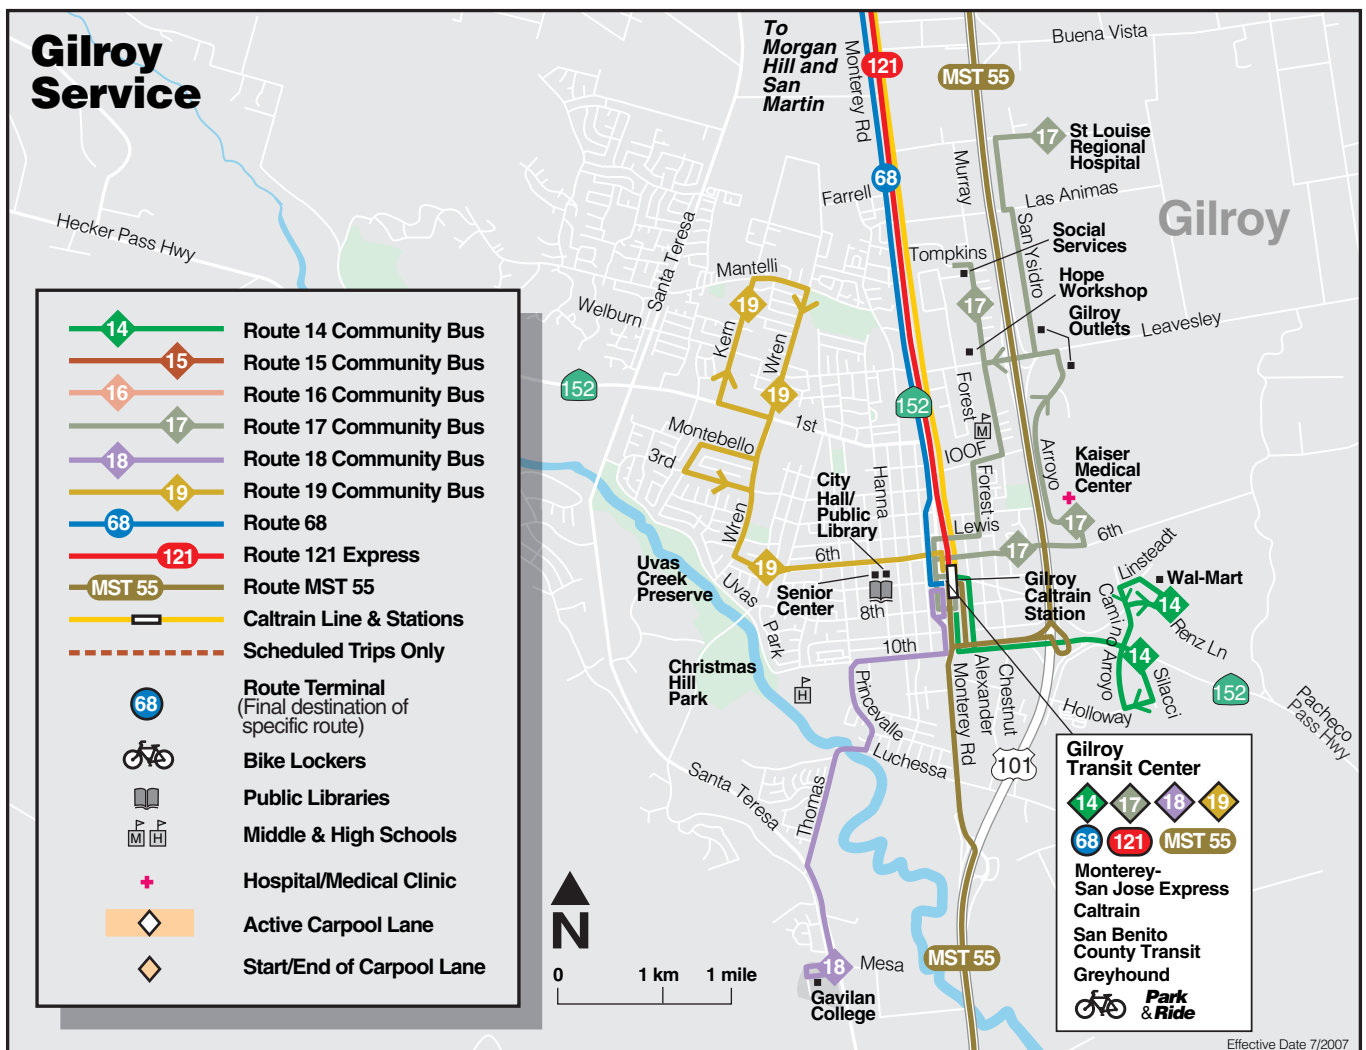 Gilroy
Service
To
Morgan
Hill and
San
Martin
Monterey Rd
121
MST 55
Buena Vista
17
St Louise
Regional
Hospital
68
Farrell
Murray
Las Animas
Gilroy
Hecker Pass Hwy
Santa Teresa
San Ysidro
Social
Services
Tompkins
Mantelli
Hope
Workshop
Welburn
19
17
Gilroy
Outlets
Leavesley
Kern
Wren
152
19
152
Forest
M
1st
Montebello
3rd
IOOF
Arroyo
Kaiser
Medical
Center
City
Hall/
Public
Library
Hanna
Forest
Wren
Lewis
17
6th
6th
17
19
Linsteadt
Uvas
Creek
Preserve
Uvas
Park
Senior
Center
8th
Gilroy
Caltrain
Station
Wal-Mart
14
Camino Arroyo
Renz Ln
10th
14
Silacci
Christmas
Hill
Park
H
Princevalle
Monterey Rd
Alexander
Chestnut
Holloway
152
Pacheco
Pass Hwy
Luchessa
101
Santa Teresa
Thomas
18
Mesa
MST 55
Gavilan
College
14
Route 14 Community Bus
15
Route 15 Community Bus
16
Route 16 Community Bus
17
Route 17 Community Bus
18
Route 18 Community Bus
19
Route 19 Community Bus
68
Route 68
121
Route 121 Express
MST 55
Route MST 55
Caltrain Line & Stations
Scheduled Trips Only
68
Route Terminal
(Final destination of
specific route)
Bike Lockers
Public Libraries
M H
Middle & High Schools
Hospital/Medical Clinic
Active Carpool Lane
Start/End of Carpool Lane
N
0 1 km 1 mile
Gilroy
Transit Center
14 17 18 19
68 121 MST 55
Monterey-
San Jose Express
Caltrain
San Benito
County Transit
Greyhound
Park
& Ride
Effective Date 7/2007